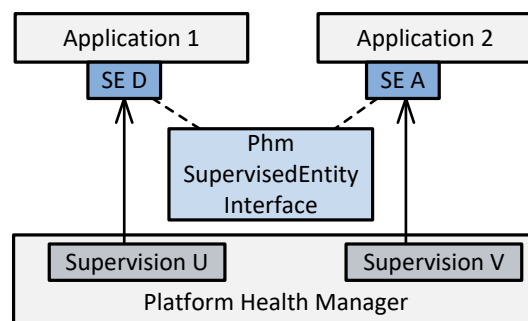 Application 1
Application 2
SE D
SE A
Phm
SupervisedEntity
Interface
Supervision U
Supervision V
Platform Health Manager